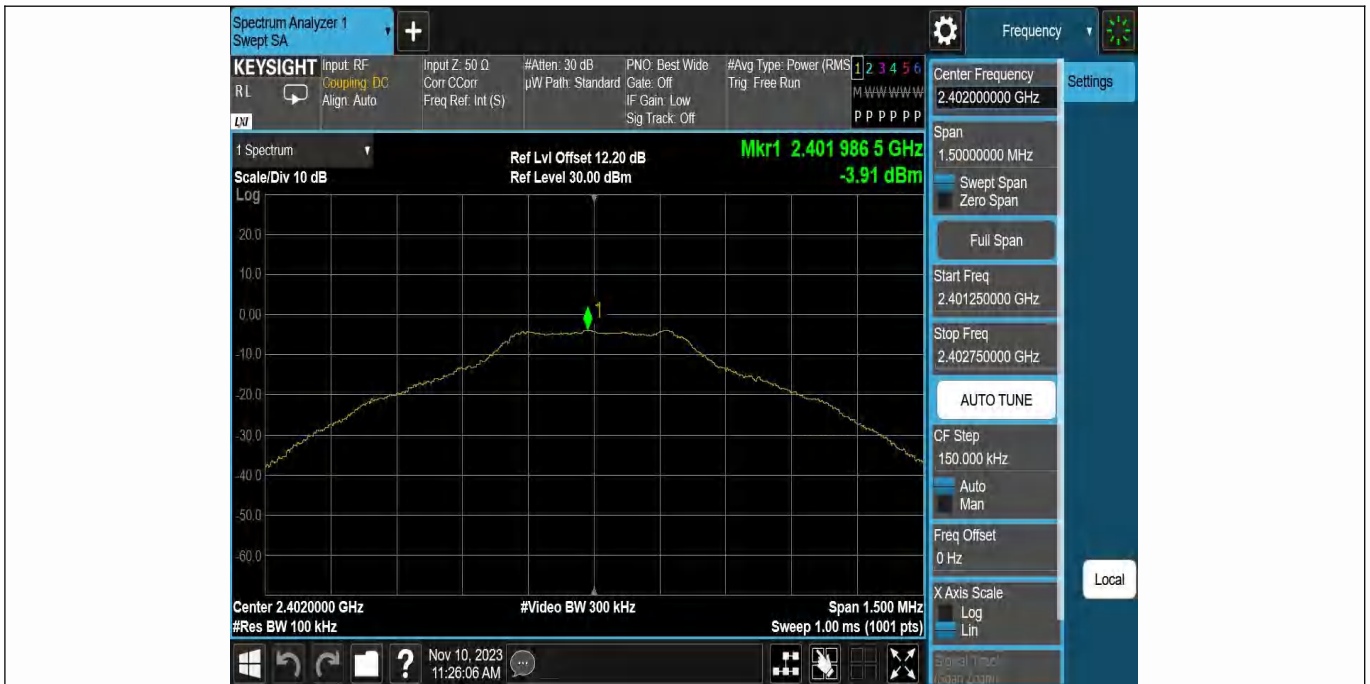 Spectrum Analyzer 1
Swept SA
+
Frequency
KEYSIGHT
RL
LXI
Input: RF
Coupling: DC
Align: Auto
Input Z: 50 Ω
Corr CCorr
Freq Ref: Int (S)
#Atten: 30 dB
µW Path: Standard
PNO: Best Wide
Gate: Off
IF Gain: Low
Sig Track: Off
#Avg Type: Power (RMS
Trig: Free Run
1 2 3 4 5 6
M W W W W W
P P P P P P
1 Spectrum
Scale/Div 10 dB
Log
Ref Lvl Offset 12.20 dB
Ref Level 30.00 dBm
Mkr1 2.401 986 5 GHz
-3.91 dBm
20.0
10.0
0.00
-10.0
-20.0
-30.0
-40.0
-50.0
-60.0
1
Center 2.4020000 GHz
#Res BW 100 kHz
#Video BW 300 kHz
Span 1.500 MHz
Sweep 1.00 ms (1001 pts)
Center Frequency
2.402000000 GHz
Settings
Span
1.50000000 MHz
Swept Span
Zero Span
Full Span
Start Freq
2.401250000 GHz
Stop Freq
2.402750000 GHz
AUTO TUNE
CF Step
150.000 kHz
Auto
Man
Freq Offset
0 Hz
X Axis Scale
Log
Lin
Signal Track
(Span Zoom)
Local
?
Nov 10, 2023
11:26:06 AM